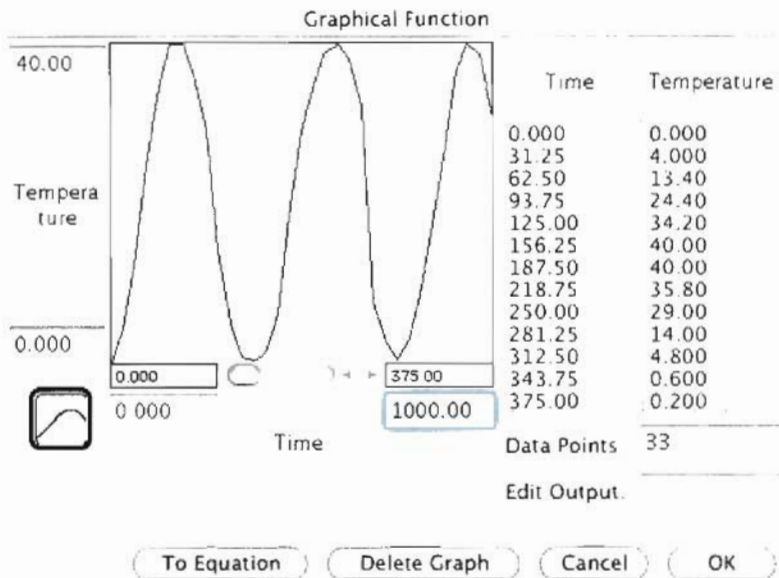 Graphical Function
40.00
Tempera
ture
0.000
0.000
375 00
0 000
1000.00
Time
Time Temperature
0.000 0.000
31.25 4.000
62.50 13.40
93.75 24.40
125.00 34.20
156.25 40.00
187.50 40.00
218.75 35.80
250.00 29.00
281.25 14.00
312.50 4.800
343.75 0.600
375.00 0.200
Data Points 33
Edit Output.
To Equation Delete Graph Cancel OK